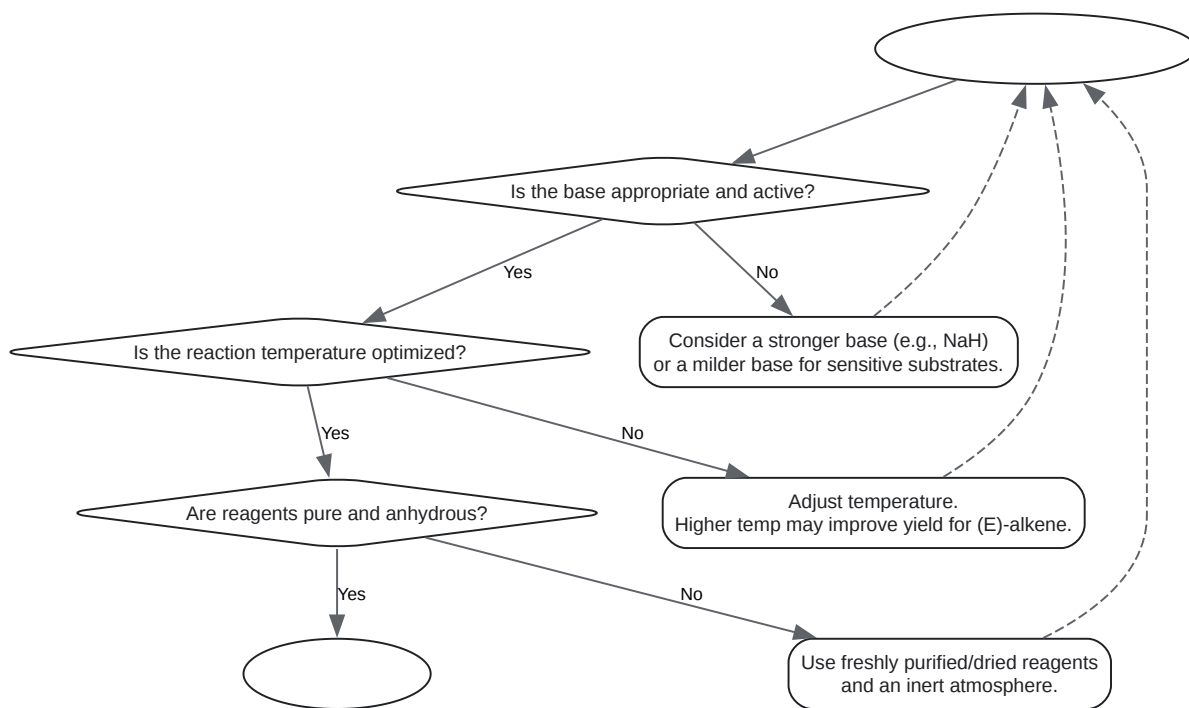 Is the base appropriate and active?
Yes
No
Consider a stronger base (e.g., NaH)
or a milder base for sensitive substrates.
Is the reaction temperature optimized?
Yes
No
Adjust temperature.
Higher temp may improve yield for (E)-alkene.
Are reagents pure and anhydrous?
Yes
No
Use freshly purified/dried reagents
and an inert atmosphere.